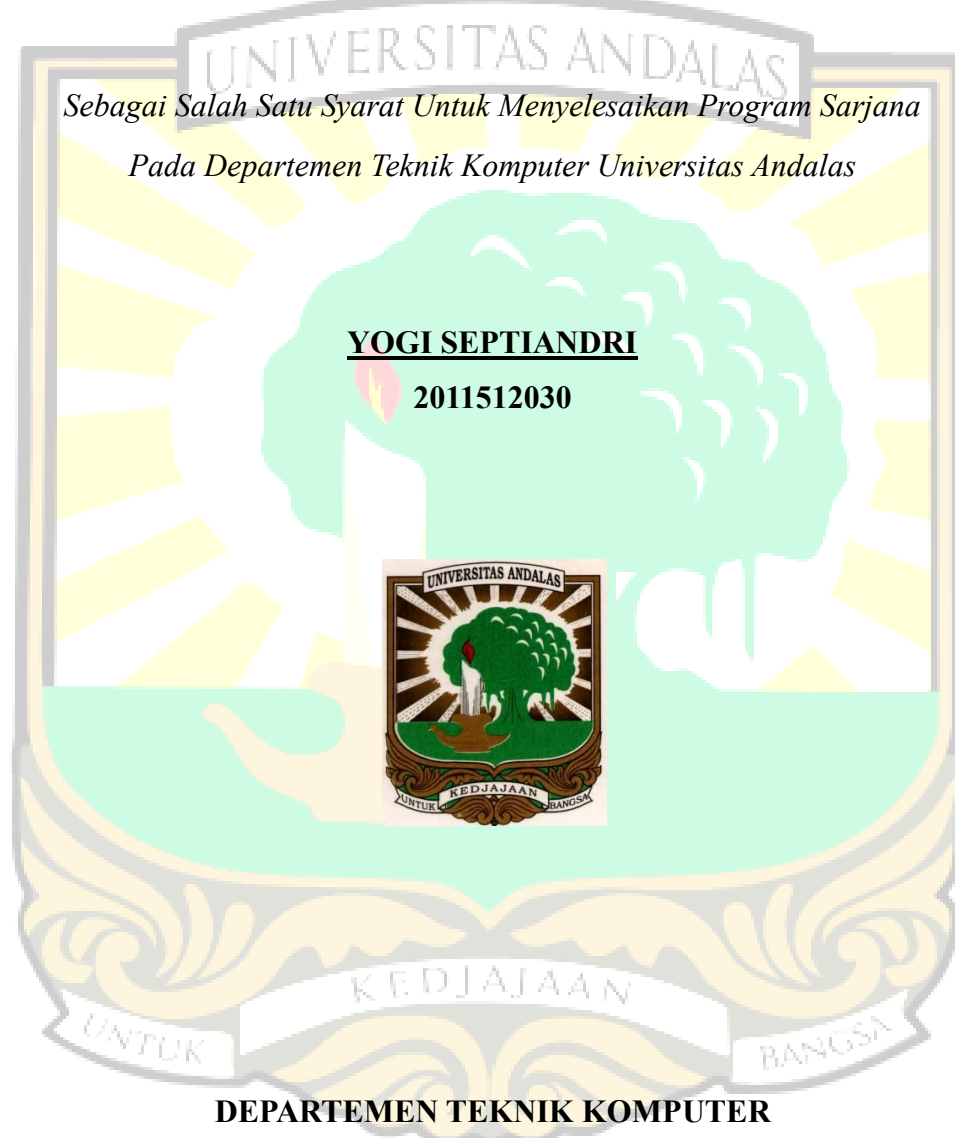 UNIVERSITAS ANDALAS
Sebagai Salah Satu Syarat Untuk Menyelesaikan Program Sarjana
Pada Departemen Teknik Komputer Universitas Andalas
YOGI SEPTIANDRI
2011512030
UNIVERSITAS ANDALAS
UNTUK KEDJAJAAN BANGSA
UNTUK KEDJAJAAN BANGSA
DEPARTEMEN TEKNIK KOMPUTER